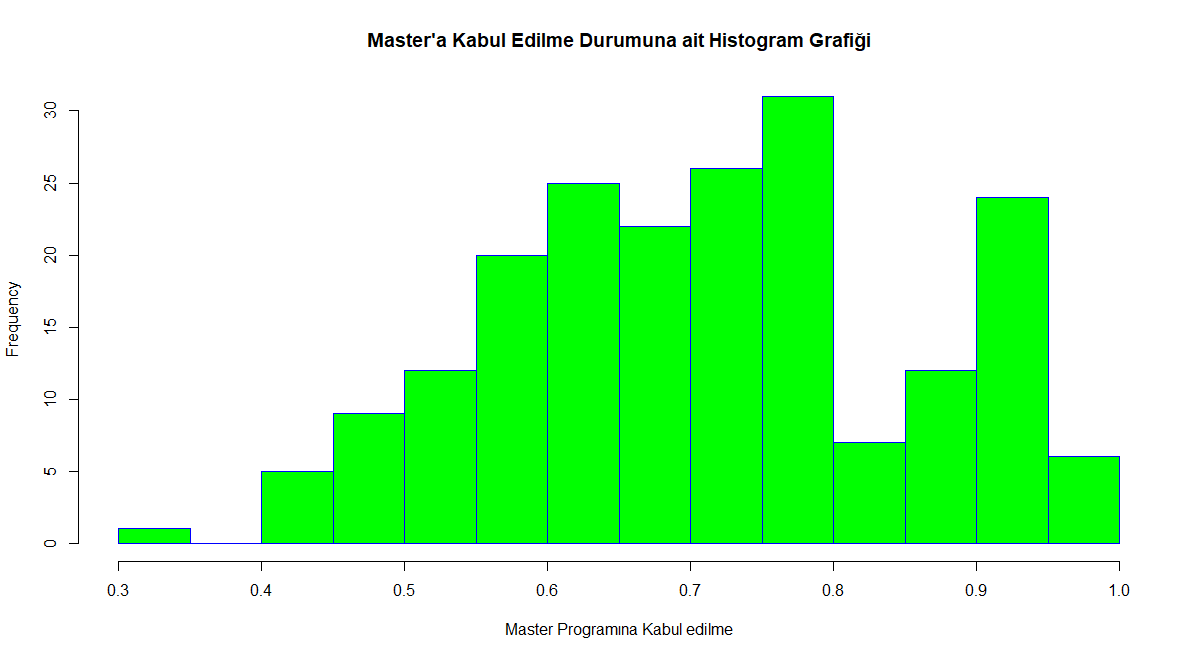 Master'a Kabul Edilme Durumuna ait Histogram Grafiği
Frequency
30
25
20
15
10
5
0
0.3 0.4 0.5 0.6 0.7 0.8 0.9 1.0
Master Programına Kabul edilme